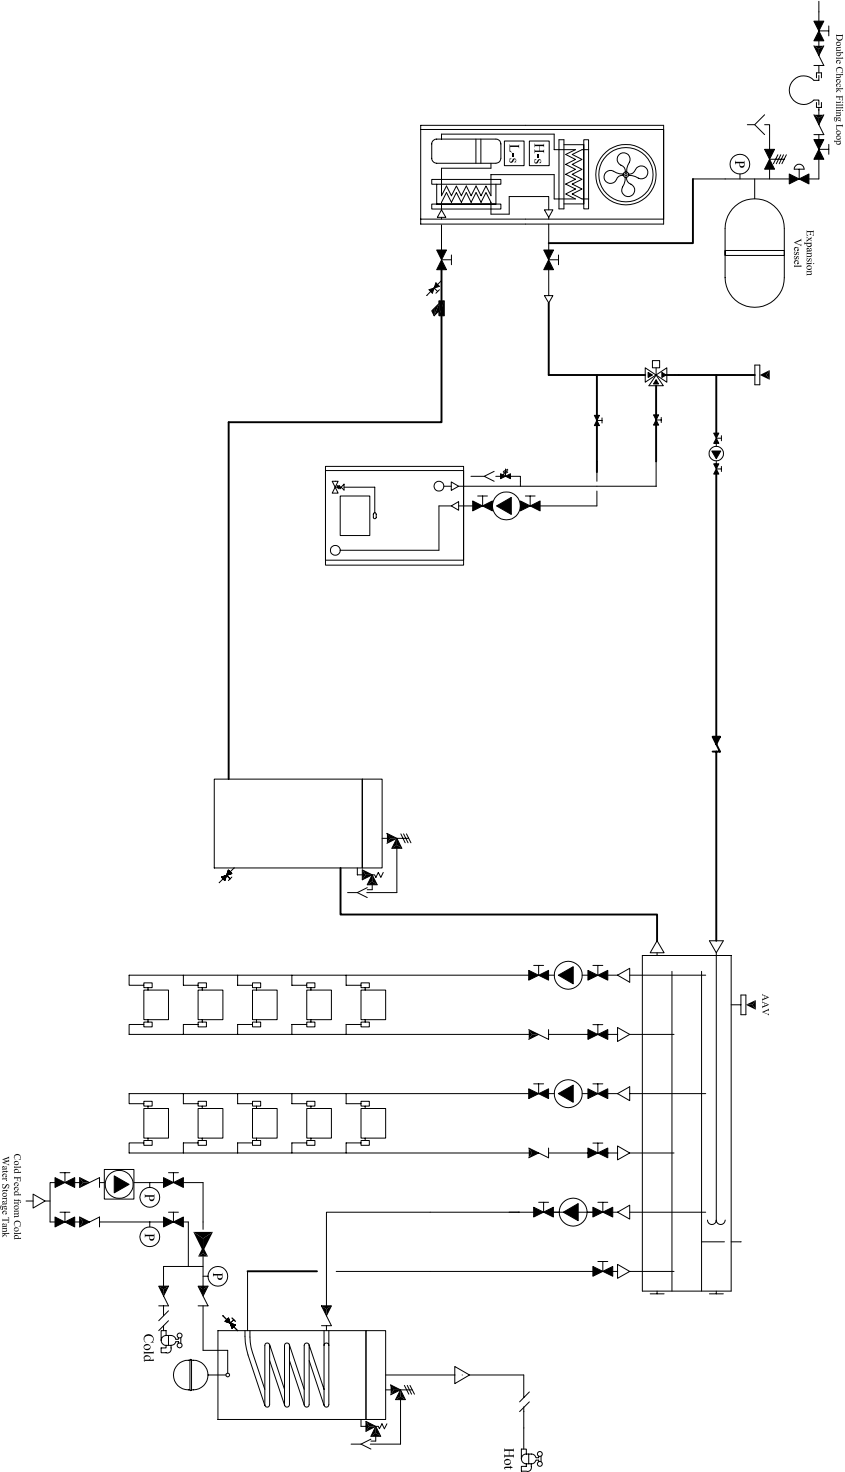 Double Check Filling Loop
P
Expansion
Vessel
H-s
L-s
AAV
Cold Feed from Cold
Water Storage Tank
P
P
P
Cold
Hot